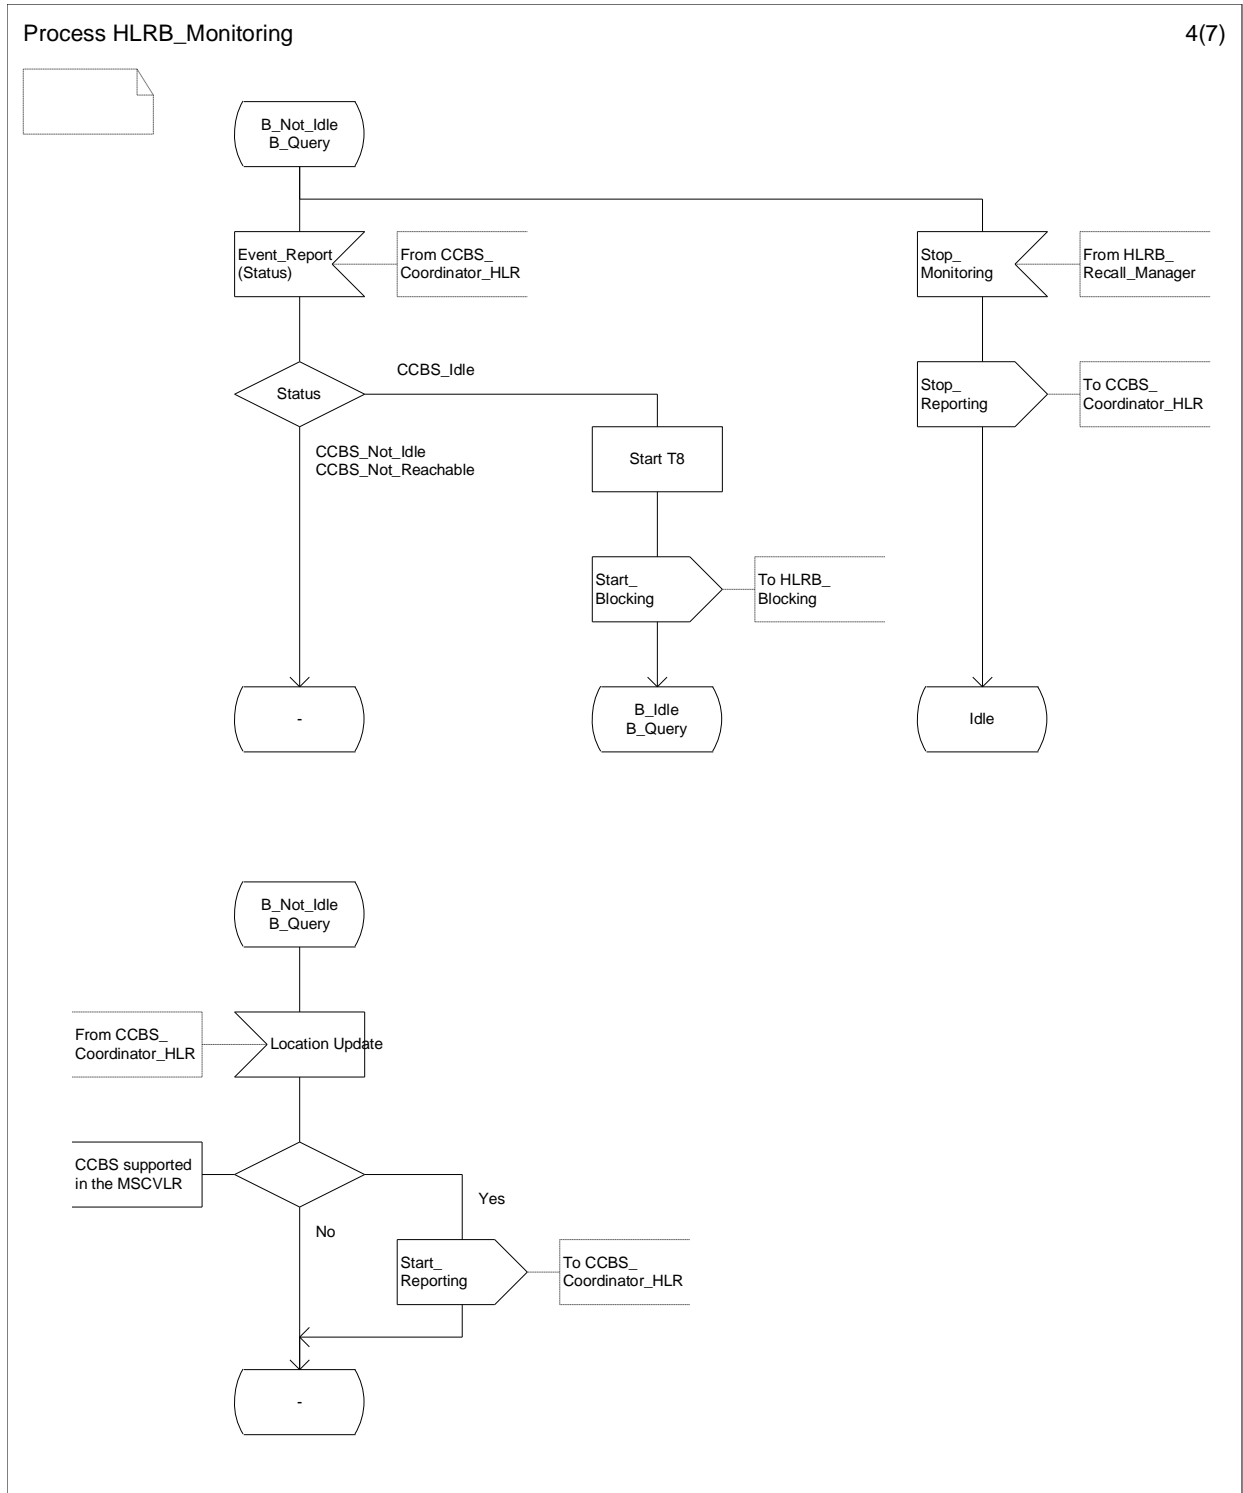 Process HLRB_Monitoring
4(7)
B_Not_Idle
B_Query
Event_Report
(Status)
From CCBS_
Coordinator_HLR
Stop_
Monitoring
From HLRB_
Recall_Manager
Status
CCBS_Idle
Stop_
Reporting
To CCBS_
Coordinator_HLR
CCBS_Not_Idle
CCBS_Not_Reachable
Start T8
Start_
Blocking
To HLRB_
Blocking
-
B_Idle
B_Query
Idle
B_Not_Idle
B_Query
From CCBS_
Coordinator_HLR
Location Update
CCBS supported
in the MSCVLR
Yes
No
Start_
Reporting
To CCBS_
Coordinator_HLR
-